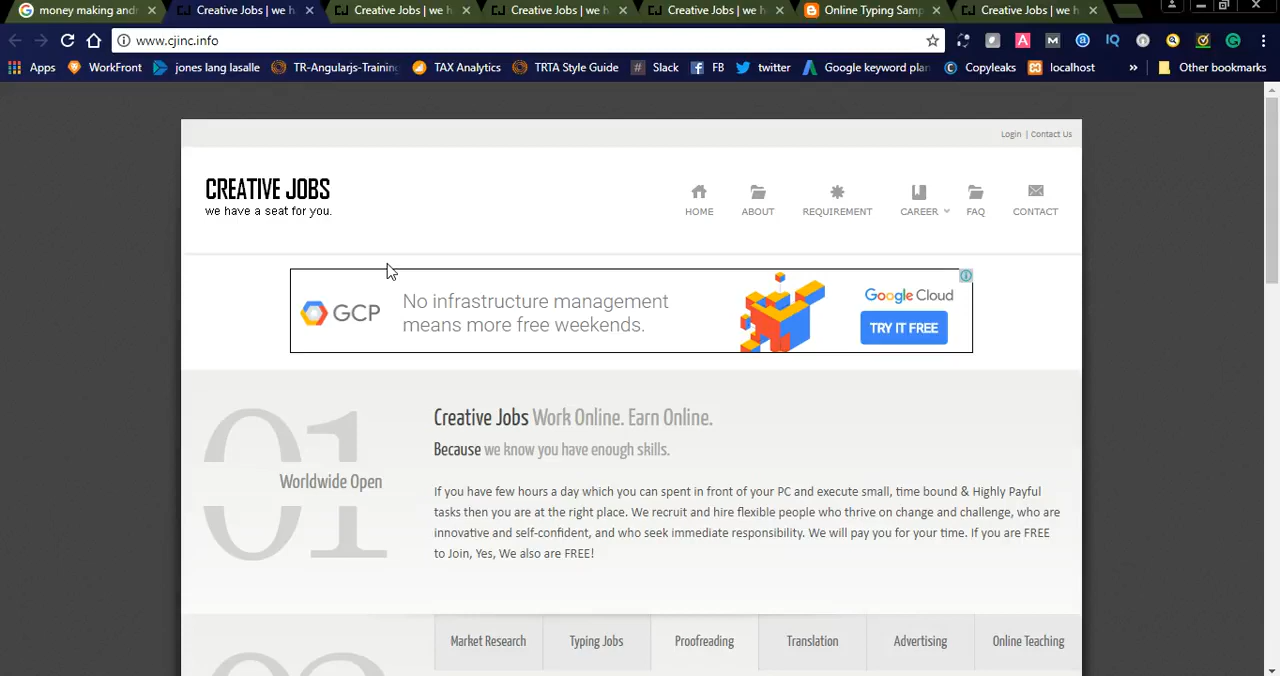 money making and
Creative Jobs | we h
Creative Jobs | we h
Creative Jobs | we h
Creative Jobs | we h
Online Typing Samp
Creative Jobs | we h
www.cjinc.info
Apps WorkFront jones lang lasalle TR-Angularjs-Training TAX Analytics TRTA Style Guide Slack FB twitter Google keyword plan Copyleaks localhost » Other bookmarks
Login | Contact Us
CREATIVE JOBS
we have a seat for you.
HOME ABOUT REQUIREMENT CAREER FAQ CONTACT
GCP
No infrastructure management
means more free weekends.
Google Cloud
TRY IT FREE
01
Worldwide Open
Creative Jobs Work Online. Earn Online.
Because we know you have enough skills.
If you have few hours a day which you can spent in front of your PC and execute small, time bound & Highly Payful
tasks then you are at the right place. We recruit and hire flexible people who thrive on change and challenge, who are
innovative and self-confident, and who seek immediate responsibility. We will pay you for your time. If you are FREE
to Join, Yes, We also are FREE!
Market Research Typing Jobs Proofreading Translation Advertising Online Teaching